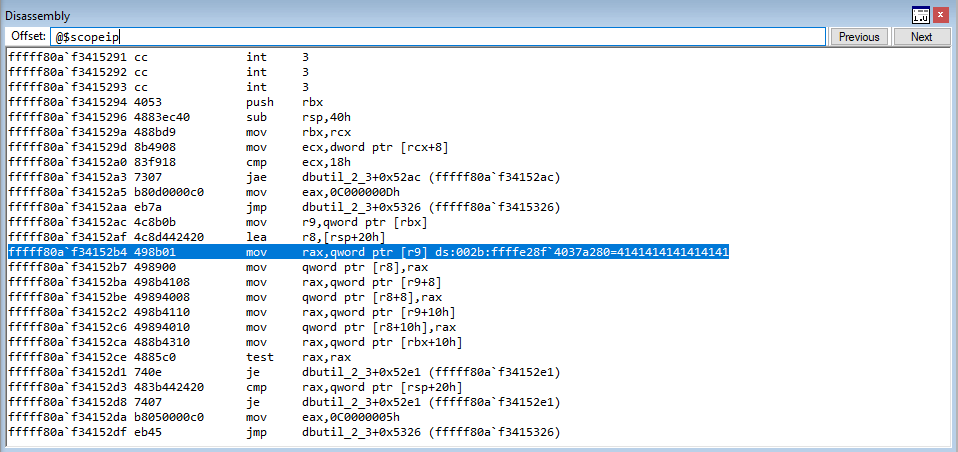 Disassembly
Offset: @$scopeip Previous Next
fffff80a`f3415291 cc int 3
fffff80a`f3415292 cc int 3
fffff80a`f3415293 cc int 3
fffff80a`f3415294 4053 push rbx
fffff80a`f3415296 4883ec40 sub rsp,40h
fffff80a`f341529a 488bd9 mov rbx,rcx
fffff80a`f341529d 8b4908 mov ecx,dword ptr [rcx+8]
fffff80a`f34152a0 83f918 cmp ecx,18h
fffff80a`f34152a3 7307 jae dbutil_2_3+0x52ac (fffff80a`f34152ac)
fffff80a`f34152a5 b80d0000c0 mov eax,0C000000Dh
fffff80a`f34152aa eb7a jmp dbutil_2_3+0x5326 (fffff80a`f3415326)
fffff80a`f34152ac 4c8b0b mov r9,qword ptr [rbx]
fffff80a`f34152af 4c8d442420 lea r8,[rsp+20h]
fffff80a`f34152b4 498b01 mov rax,qword ptr [r9] ds:002b:ffffe28f`4037a280=4141414141414141
fffff80a`f34152b7 498900 mov qword ptr [r8],rax
fffff80a`f34152ba 498b4108 mov rax,qword ptr [r9+8]
fffff80a`f34152be 49894008 mov qword ptr [r8+8],rax
fffff80a`f34152c2 498b4110 mov rax,qword ptr [r9+10h]
fffff80a`f34152c6 49894010 mov qword ptr [r8+10h],rax
fffff80a`f34152ca 488b4310 mov rax,qword ptr [rbx+10h]
fffff80a`f34152ce 4885c0 test rax,rax
fffff80a`f34152d1 740e je dbutil_2_3+0x52e1 (fffff80a`f34152e1)
fffff80a`f34152d3 483b442420 cmp rax,qword ptr [rsp+20h]
fffff80a`f34152d8 7407 je dbutil_2_3+0x52e1 (fffff80a`f34152e1)
fffff80a`f34152da b8050000c0 mov eax,0C0000005h
fffff80a`f34152df eb45 jmp dbutil_2_3+0x5326 (fffff80a`f3415326)